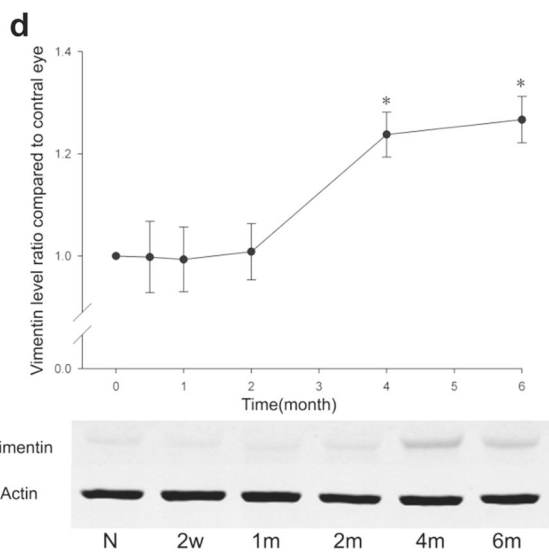 d
Vimentin level ratio compared to contral eye
1.4
1.2
1.0
0.0
*
*
0 1 2 3 4 5 6
Time(month)
imentin
Actin
N 2w 1m 2m 4m 6m